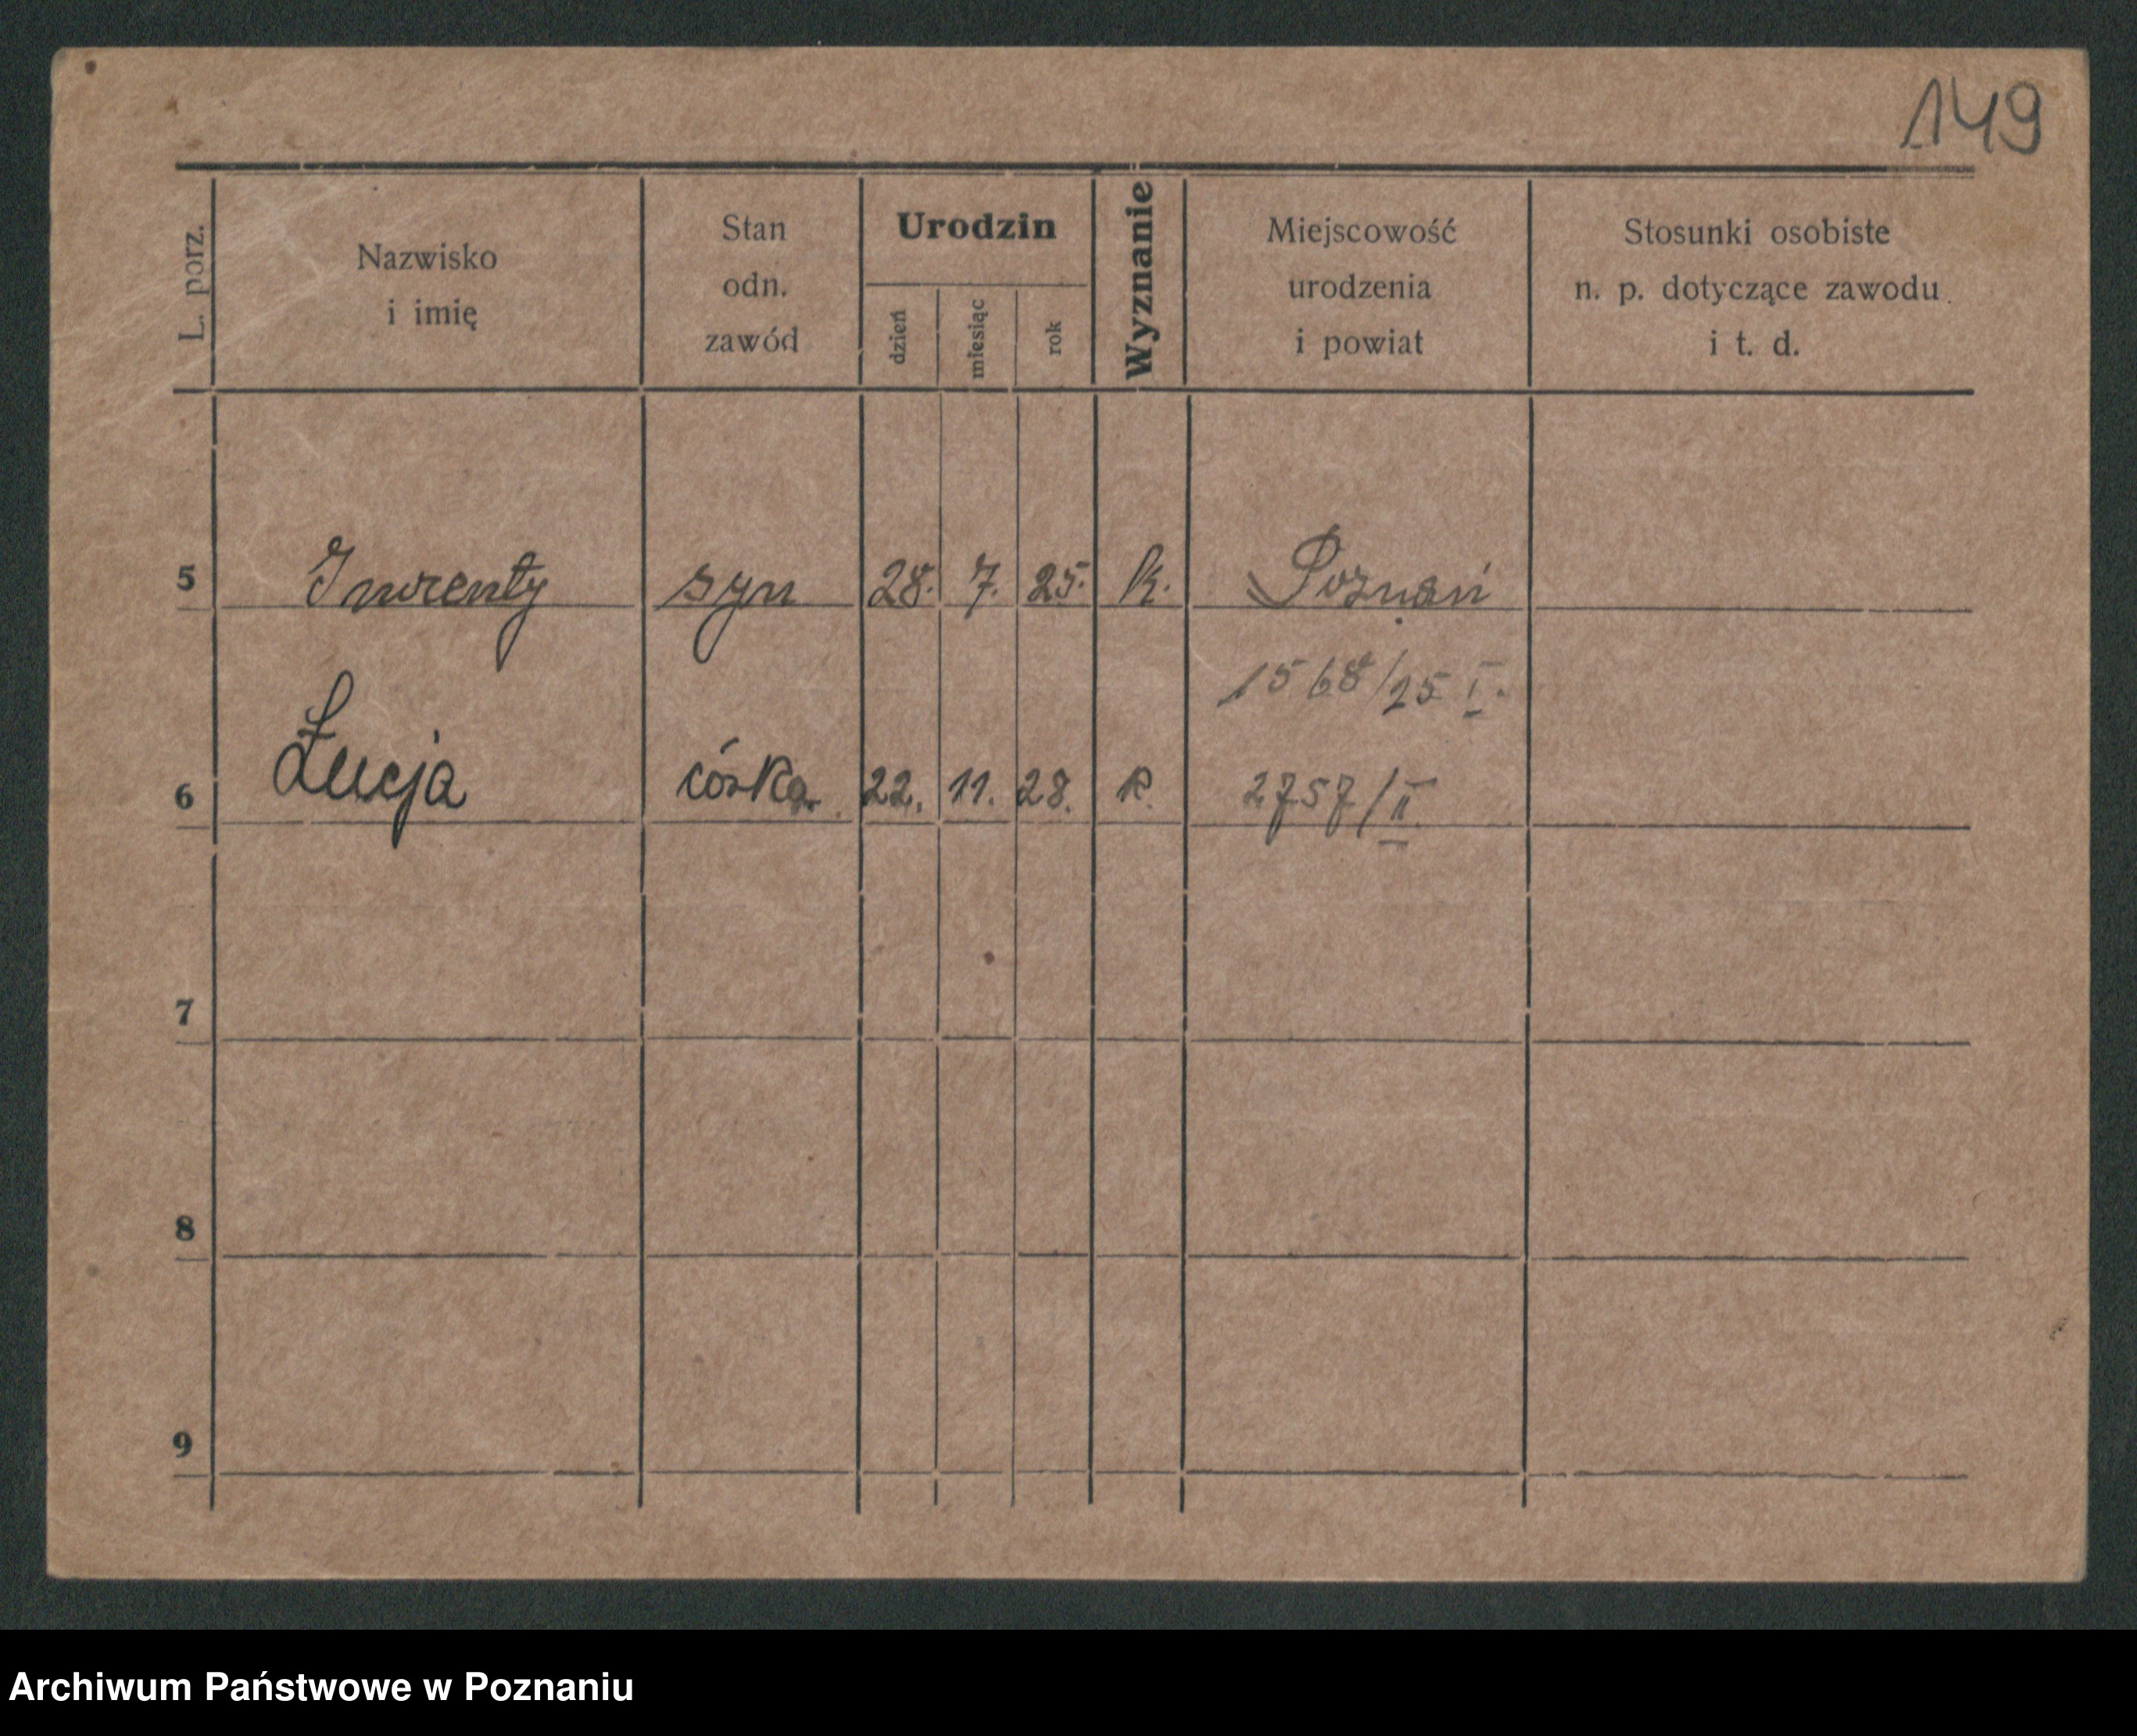 149
L. porz.
Nazwisko
i imię
Stan
odn.
zawód
Urodzin
dzień
miesiąc
rok
Wyznanie
Miejscowość
urodzenia
i powiat
Stosunki osobiste
n. p. dotyczące zawodu
i t. d.
5 syn 28. 7. 25. K. Poznań
1568/25 I.
6 Łucja córka 22. 11. 28. K. 2757/II
7
8
9
Archiwum Państwowe w Poznaniu